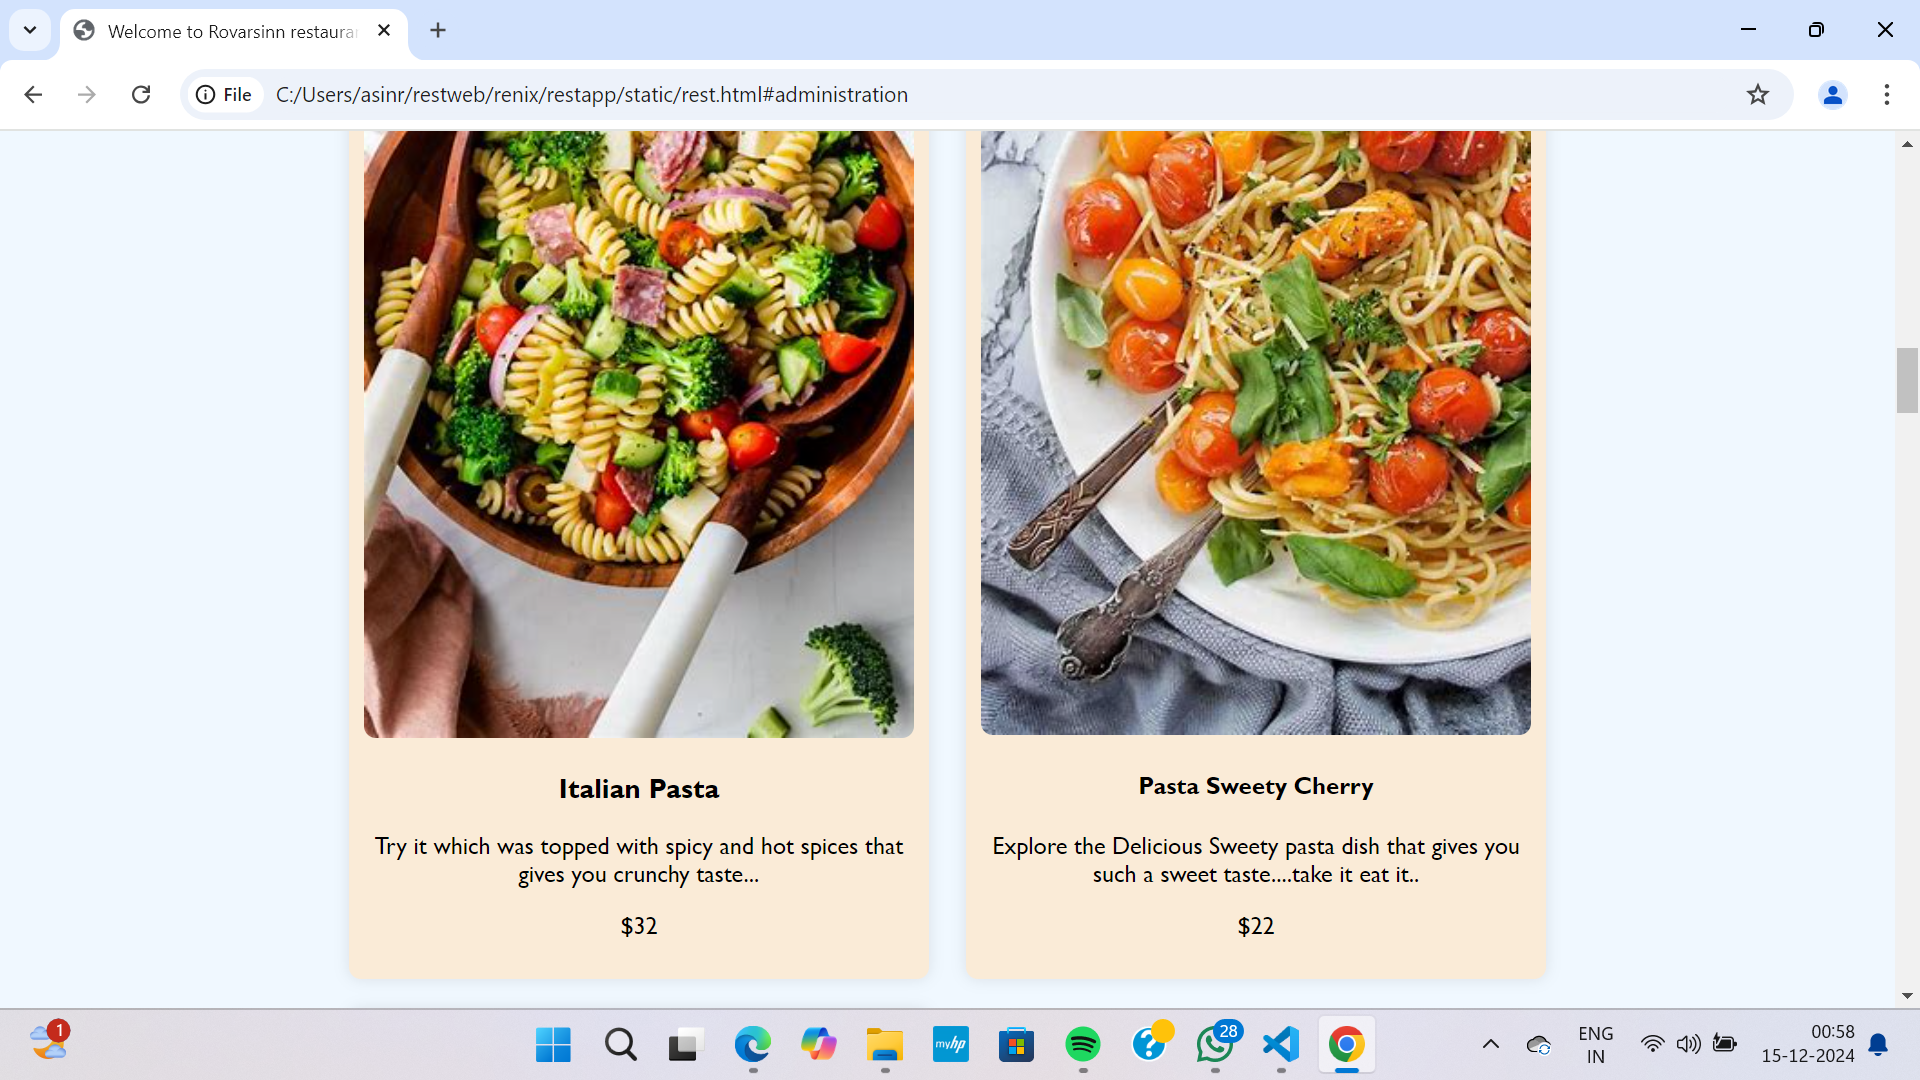 Welcome to Rovarsinn restaura
File
C:/Users/asinr/restweb/renix/restapp/static/rest.html#administration
Italian Pasta
Try it which was topped with spicy and hot spices that
gives you crunchy taste...
$32
Pasta Sweety Cherry
Explore the Delicious Sweety pasta dish that gives you
such a sweet taste....take it eat it..
$22
1
myhp
28
ENG
IN
00:58
15-12-2024